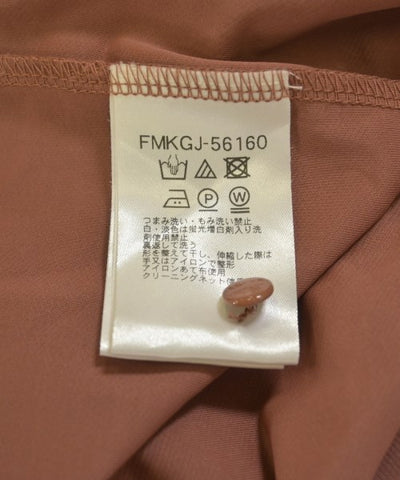 FMKGJ-56160
P W
つまみ洗い・もみ洗い禁止
白・淡色は蛍光増白剤入り洗
剤使用禁止
裏返して洗う
形を整えて干し、伸縮した際は
手又はアイロンで整形
アイロンあて布使用
クリーニングネット使